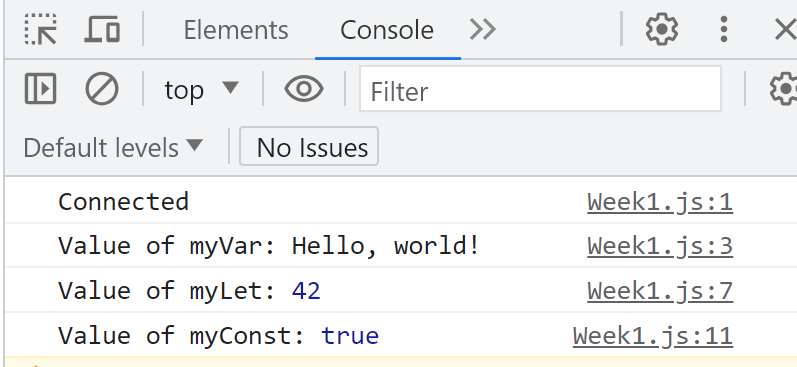 Elements Console
top Filter
Default levels No Issues
Connected Week1.js:1
Value of myVar: Hello, world! Week1.js:3
Value of myLet: 42 Week1.js:7
Value of myConst: true Week1.js:11